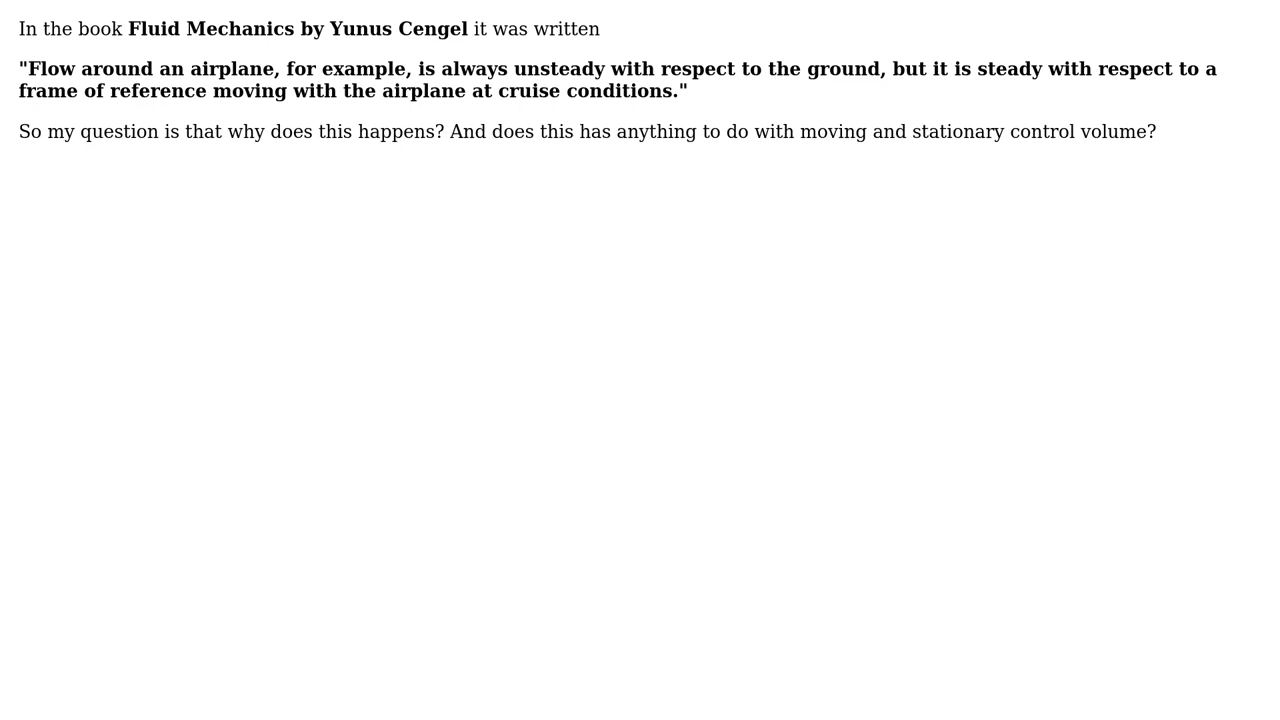 In the book Fluid Mechanics by Yunus Cengel it was written
"Flow around an airplane, for example, is always unsteady with respect to the ground, but it is steady with respect to a
frame of reference moving with the airplane at cruise conditions."
So my question is that why does this happens? And does this has anything to do with moving and stationary control volume?